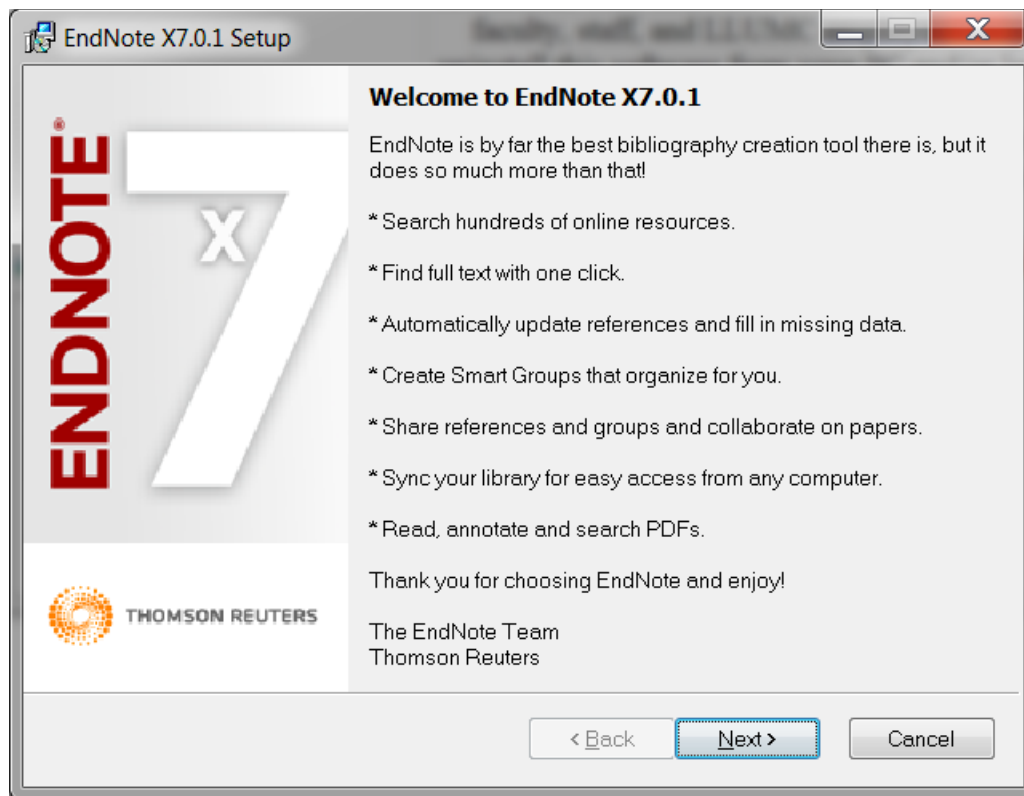 EndNote X7.0.1 Setup
faculty, staff, and LLUMC
X
ENDNOTE®
X
7
THOMSON REUTERS
Welcome to EndNote X7.0.1
EndNote is by far the best bibliography creation tool there is, but it
does so much more than that!
* Search hundreds of online resources.
* Find full text with one click.
* Automatically update references and fill in missing data.
* Create Smart Groups that organize for you.
* Share references and groups and collaborate on papers.
* Sync your library for easy access from any computer.
* Read, annotate and search PDFs.
Thank you for choosing EndNote and enjoy!
The EndNote Team
Thomson Reuters
< Back
Next >
Cancel